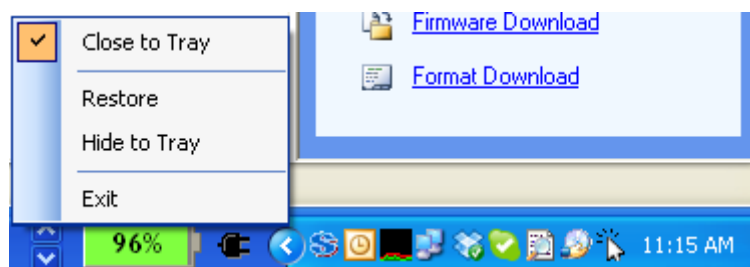 Close to Tray
Restore
Hide to Tray
Exit
Firmware Download
Format Download
96%
11:15 AM